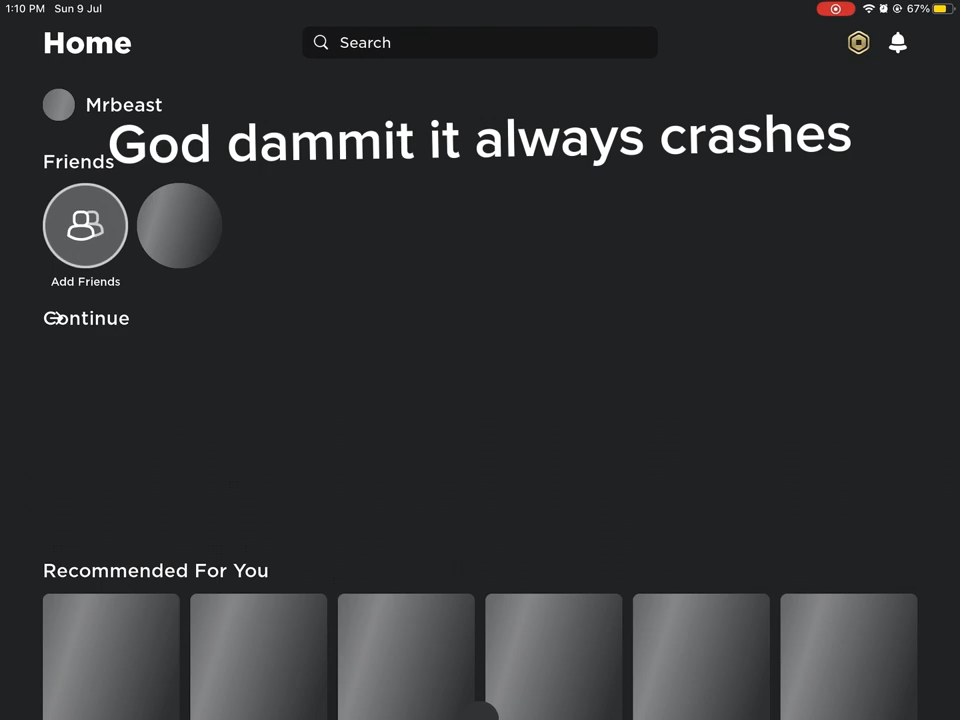 1:10 PM Sun 9 Jul 67%
Home
Search
Mrbeast
God dammit it always crashes
Friends
Add Friends
Continue
Recommended For You